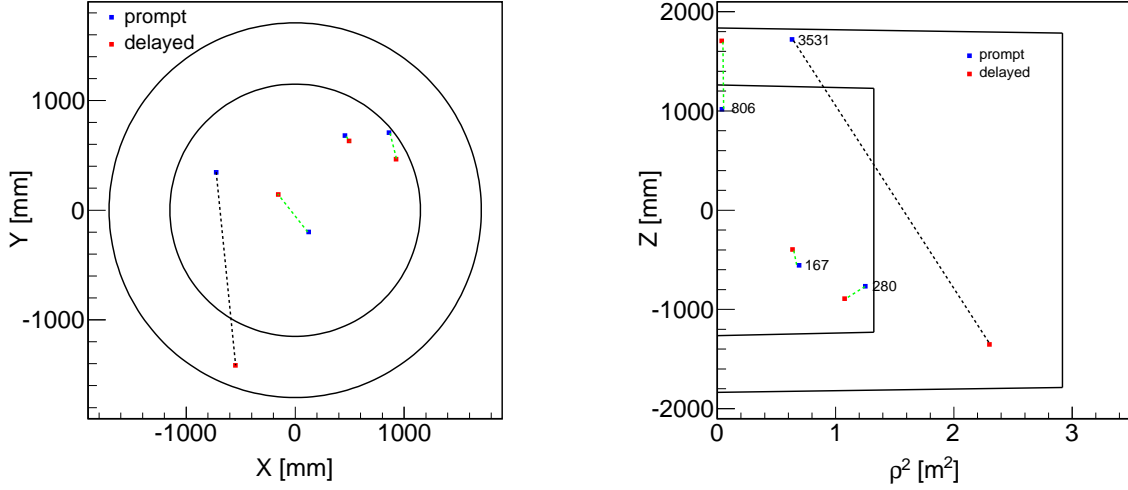 prompt
delayed
1000
0
-1000
Y [mm]
-1000 0 1000
X [mm]
2000
1000
0
-1000
-2000
Z [mm]
3531
806
167
280
prompt
delayed
0 1 2 3
ρ² [m²]